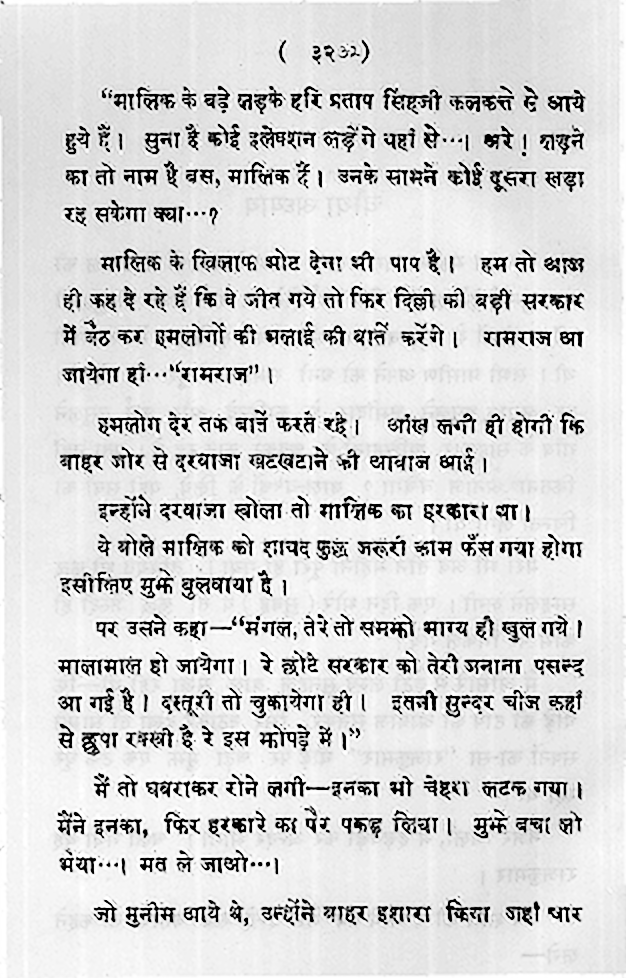 “मालिक के बड़े लड़के हरि प्रताप सिंहजी कलकत्ते से आये
हुये हैं। सुना है कोई इलेक्शन लड़ेंगे यहां से…। अरे! लड़ने
का तो नाम है बस, मालिक हैं। उनके सामने कोई दूसरा खड़ा
रह सकेगा क्या…?
मालिक के खिलाफ भोट देना भी पाप है। हम तो आज
ही कह दे रहे हैं कि वे जीत गये तो फिर दिल्ली की बड़ी सरकार
में बैठ कर हमलोगों की भलाई की बातें करेंगे। रामराज आ
जायेगा हां…“रामराज”।
हमलोग देर तक बातें करते रहे। आंख लगी ही होगी कि
बाहर जोर से दरवाजा खटखटाने की आवाज आई।
इन्होंने दरवाजा खोला तो मालिक का हरकारा था।
ये बोले मालिक को शायद कुछ जरूरी काम फँस गया होगा
इसीलिए मुझे बुलवाया है।
पर उसने कहा—“मंगल, तेरे तो समझो भाग्य ही खुल गये।
मालामाल हो जायेगा। रे छोटे सरकार को तेरी जनाना पसन्द
आ गई है। दस्तूरी तो चुकायेगा ही। इतनी सुन्दर चीज कहां
से छुपा रक्खी है रे इस झोंपड़े में।”
मैं तो घबराकर रोने लगी—इनका भी चेहरा लटक गया।
मैंने इनका, फिर हरकारे का पैर पकड़ लिया। मुझे बचा लो
भैया…। मत ले जाओ…।
जो मुनीम आये थे, उन्होंने बाहर इशारा किया जहां चार